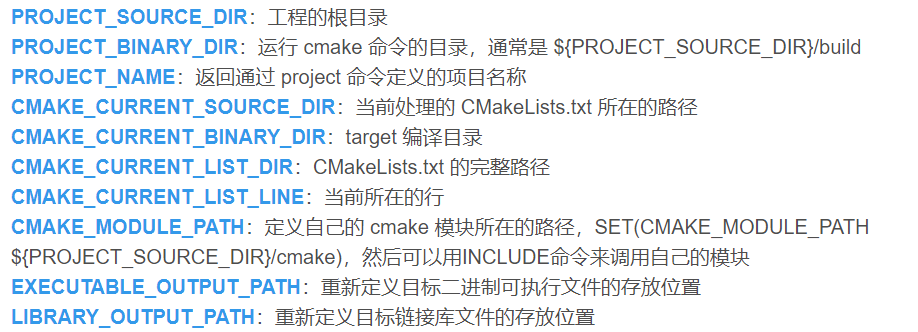 PROJECT_SOURCE_DIR：工程的根目录
PROJECT_BINARY_DIR：运行 cmake 命令的目录，通常是 ${PROJECT_SOURCE_DIR}/build
PROJECT_NAME：返回通过 project 命令定义的项目名称
CMAKE_CURRENT_SOURCE_DIR：当前处理的 CMakeLists.txt 所在的路径
CMAKE_CURRENT_BINARY_DIR：target 编译目录
CMAKE_CURRENT_LIST_DIR：CMakeLists.txt 的完整路径
CMAKE_CURRENT_LIST_LINE：当前所在的行
CMAKE_MODULE_PATH：定义自己的 cmake 模块所在的路径，SET(CMAKE_MODULE_PATH
${PROJECT_SOURCE_DIR}/cmake)，然后可以用INCLUDE命令来调用自己的模块
EXECUTABLE_OUTPUT_PATH：重新定义目标二进制可执行文件的存放位置
LIBRARY_OUTPUT_PATH：重新定义目标链接库文件的存放位置